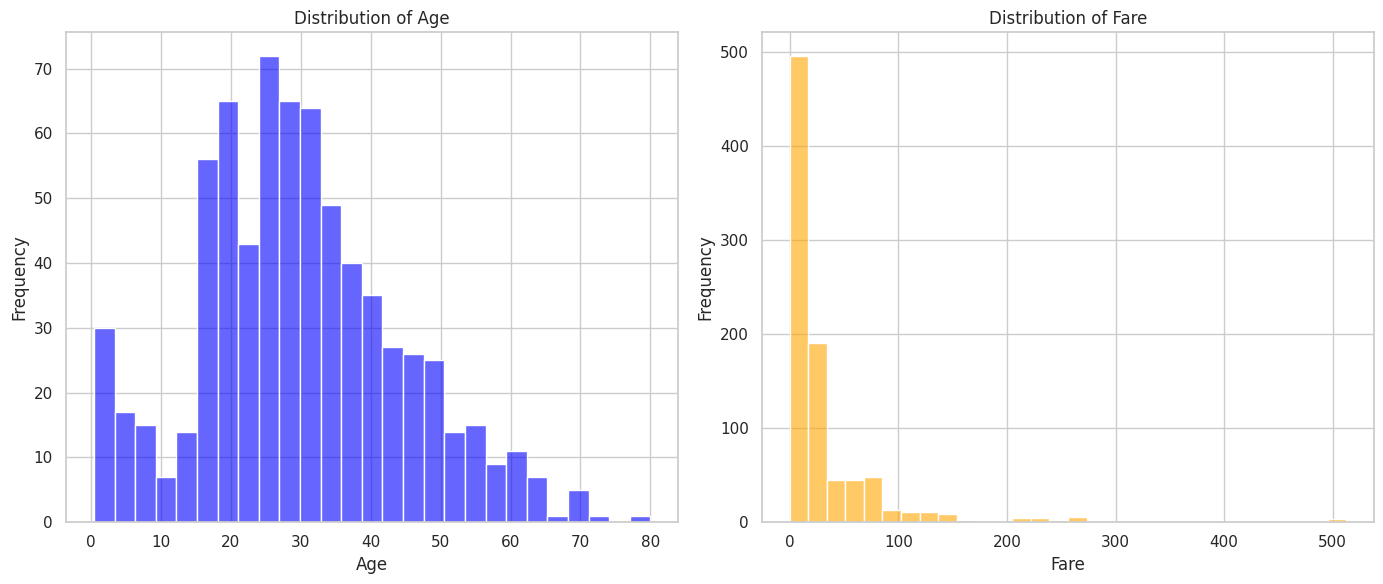 Distribution of Age
Frequency
70
60
50
40
30
20
10
0
0 10 20 30 40 50 60 70 80
Age
Distribution of Fare
Frequency
500
400
300
200
100
0
0 100 200 300 400 500
Fare